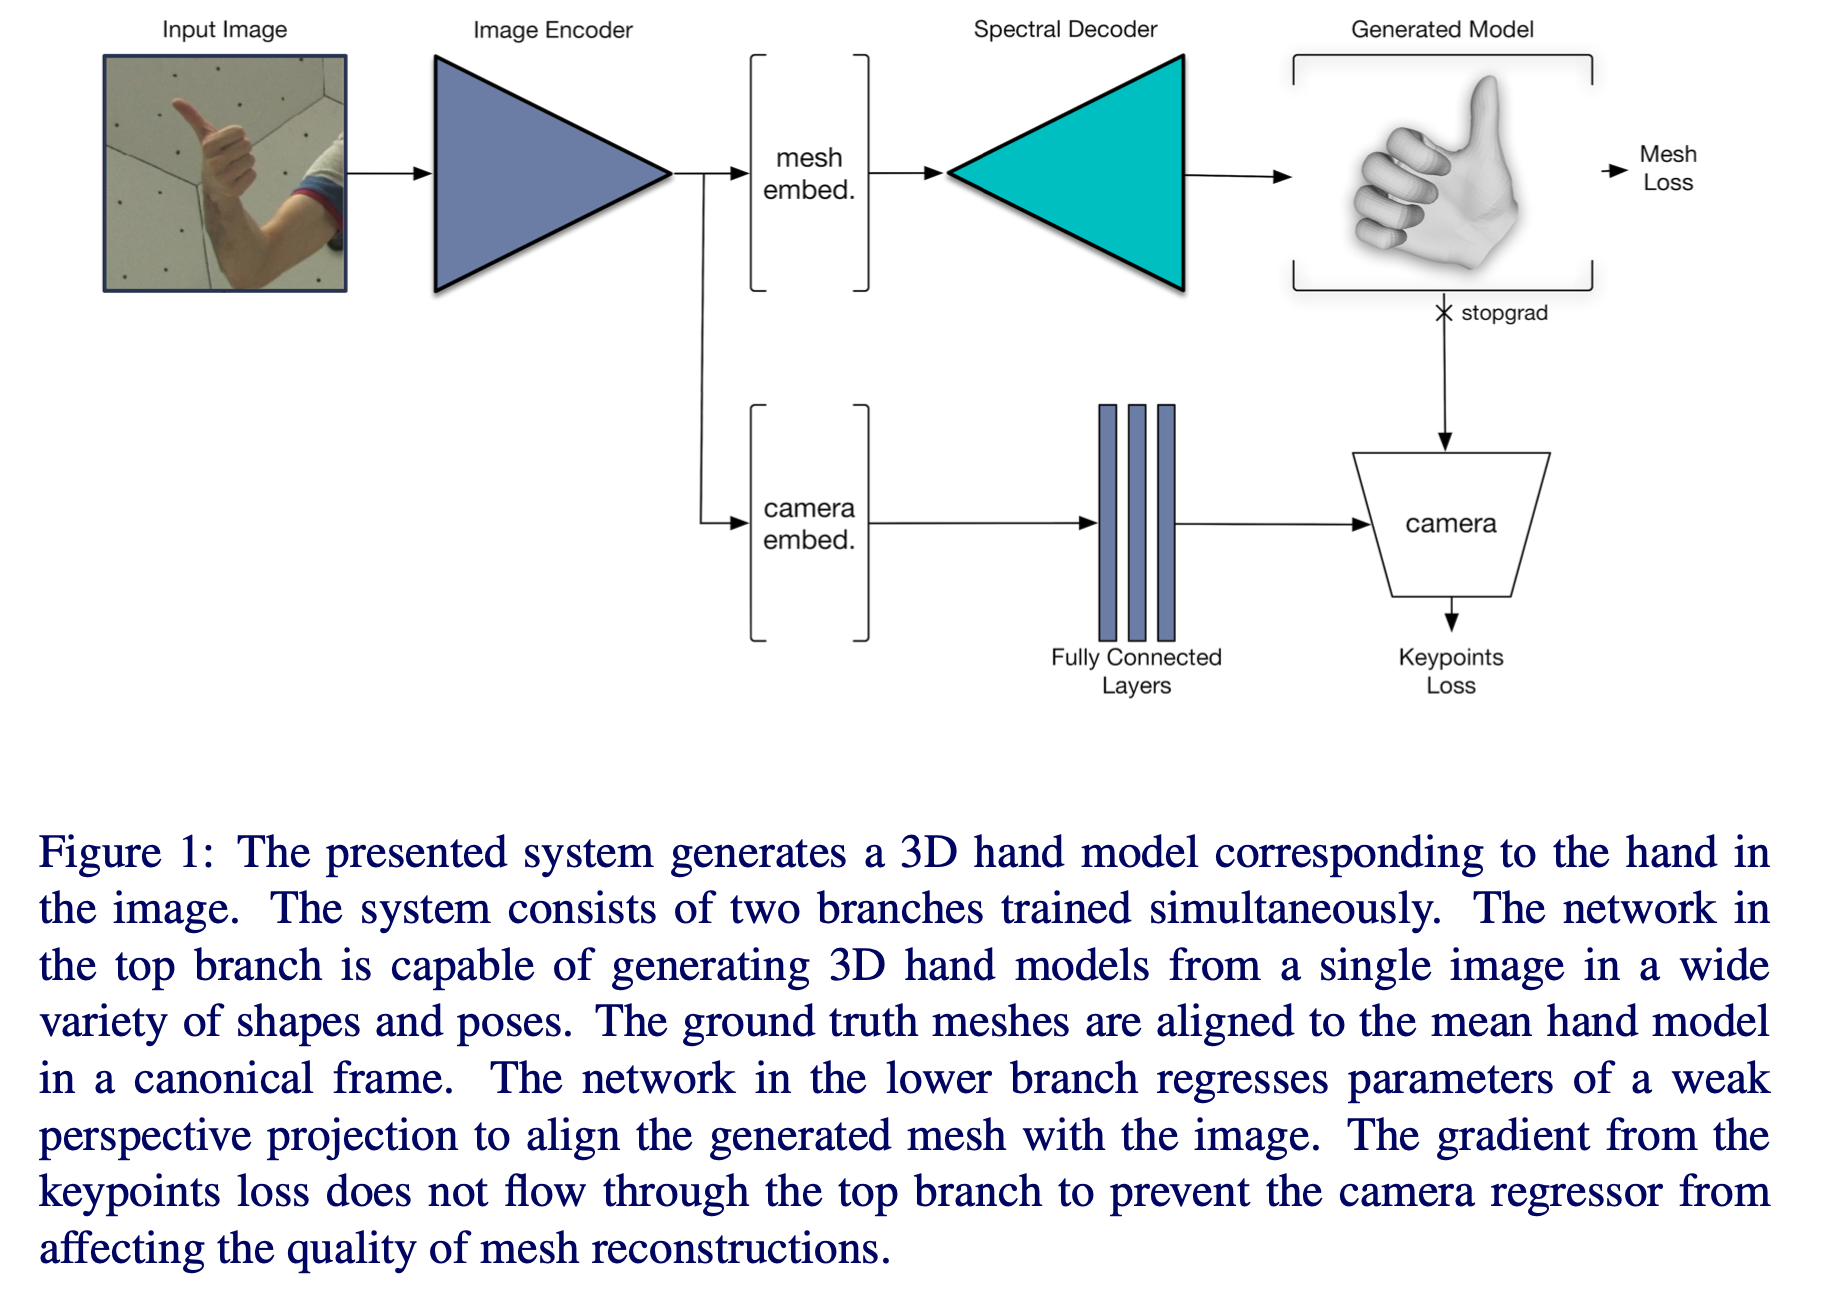 Input Image
Image Encoder
Spectral Decoder
Generated Model
mesh
embed.
Mesh
Loss
stopgrad
camera
embed.
camera
Fully Connected
Layers
Keypoints
Loss
Figure 1: The presented system generates a 3D hand model corresponding to the hand in
the image. The system consists of two branches trained simultaneously. The network in
the top branch is capable of generating 3D hand models from a single image in a wide
variety of shapes and poses. The ground truth meshes are aligned to the mean hand model
in a canonical frame. The network in the lower branch regresses parameters of a weak
perspective projection to align the generated mesh with the image. The gradient from the
keypoints loss does not flow through the top branch to prevent the camera regressor from
affecting the quality of mesh reconstructions.